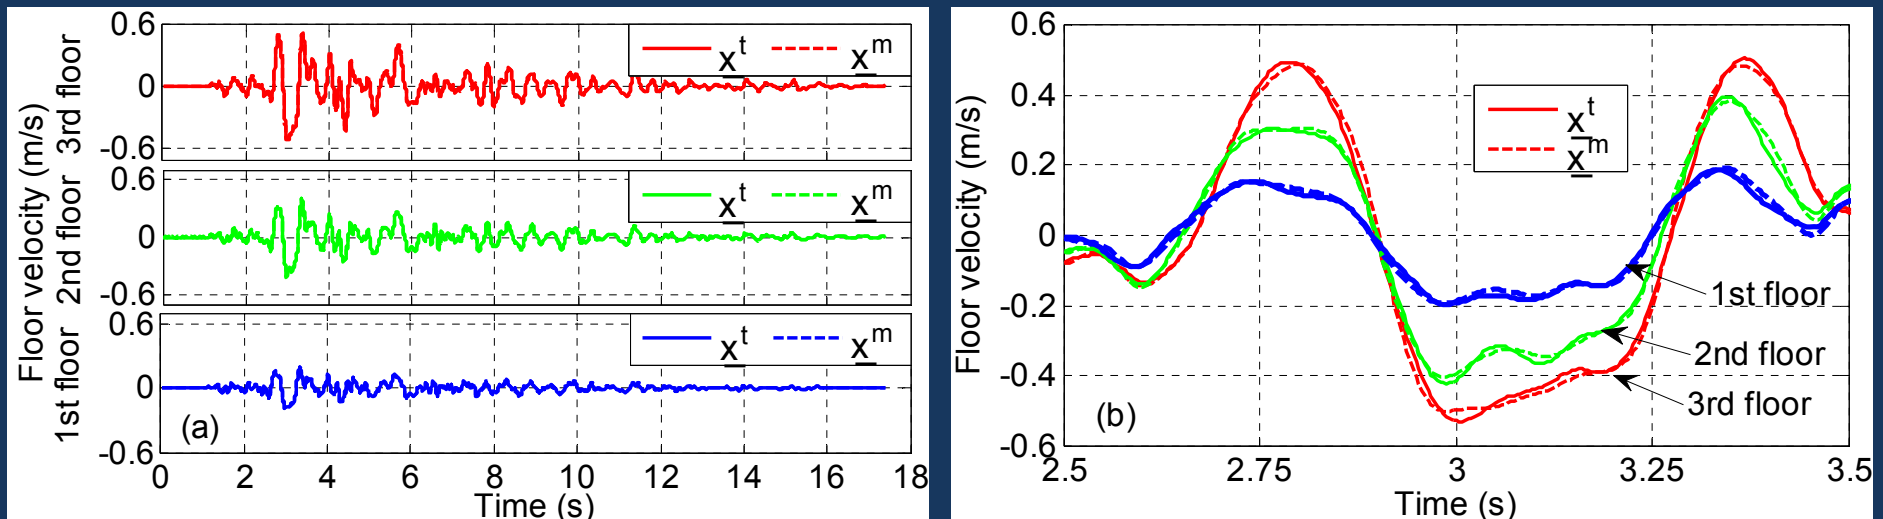 Floor velocity (m/s)
3rd floor
0.6
0
-0.6
x^t x^m
2nd floor
0.6
0
-0.6
x^t x^m
1st floor
0.6
0
-0.6
x^t x^m
(a)
0 2 4 6 8 10 12 14 16 18
Time (s)
Floor velocity (m/s)
0.6
0.4
0.2
0
-0.2
-0.4
-0.6
x^t
x^m
1st floor
2nd floor
3rd floor
(b)
2.5 2.75 3 3.25 3.5
Time (s)